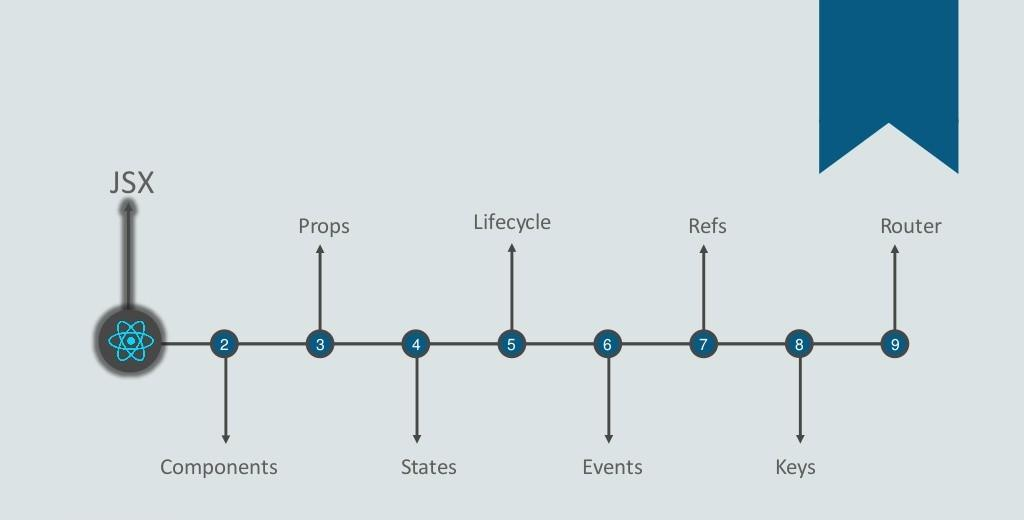 JSX
Props
Lifecycle
Refs
Router
2
3
4
5
6
7
8
9
Components
States
Events
Keys